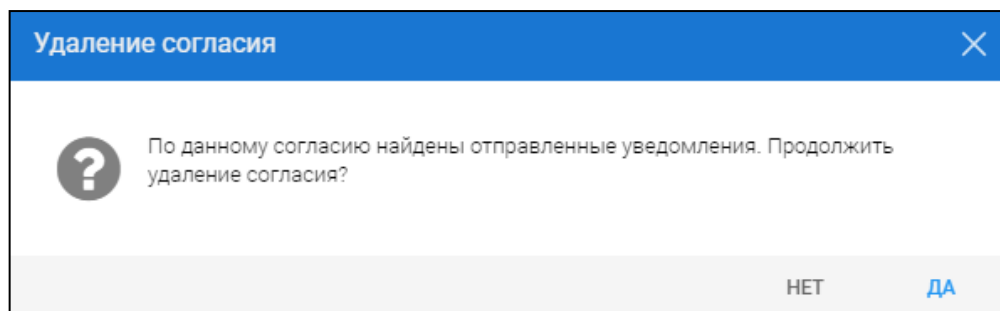 Удаление согласия
По данному согласию найдены отправленные уведомления. Продолжить
удаление согласия?
НЕТ ДА